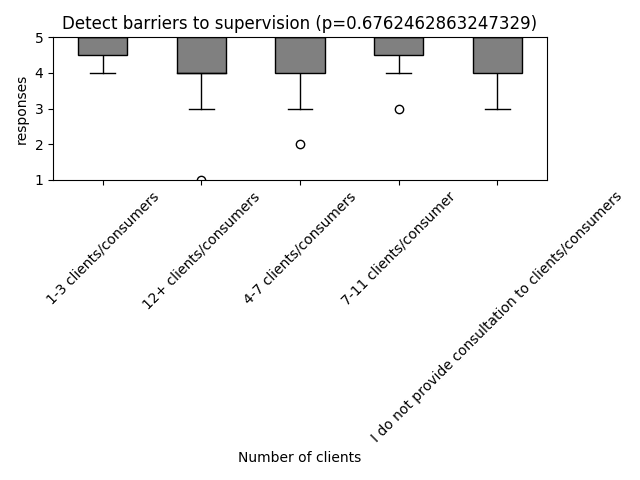 Detect barriers to supervision (p=0.6762462863247329)
responses
5
4
3
2
1
1-3 clients/consumers
12+ clients/consumers
4-7 clients/consumers
7-11 clients/consumer
I do not provide consultation to clients/consumers
Number of clients